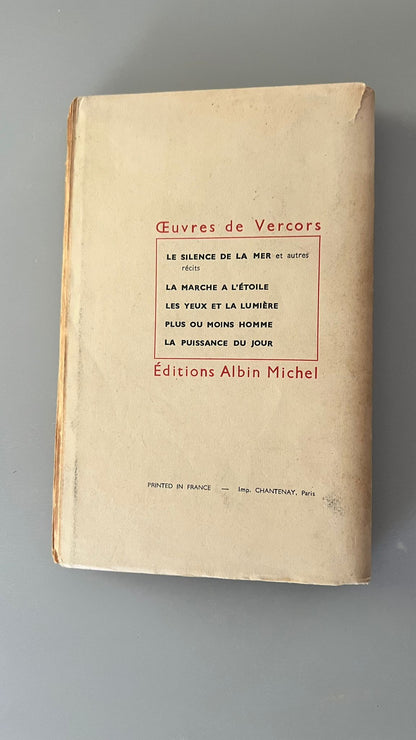 Œuvres de Vercors
LE SILENCE DE LA MER et autres
récits
LA MARCHE A L'ÉTOILE
LES YEUX ET LA LUMIÈRE
PLUS OU MOINS HOMME
LA PUISSANCE DU JOUR
Éditions Albin Michel
PRINTED IN FRANCE — Imp. CHANTENAY, Paris